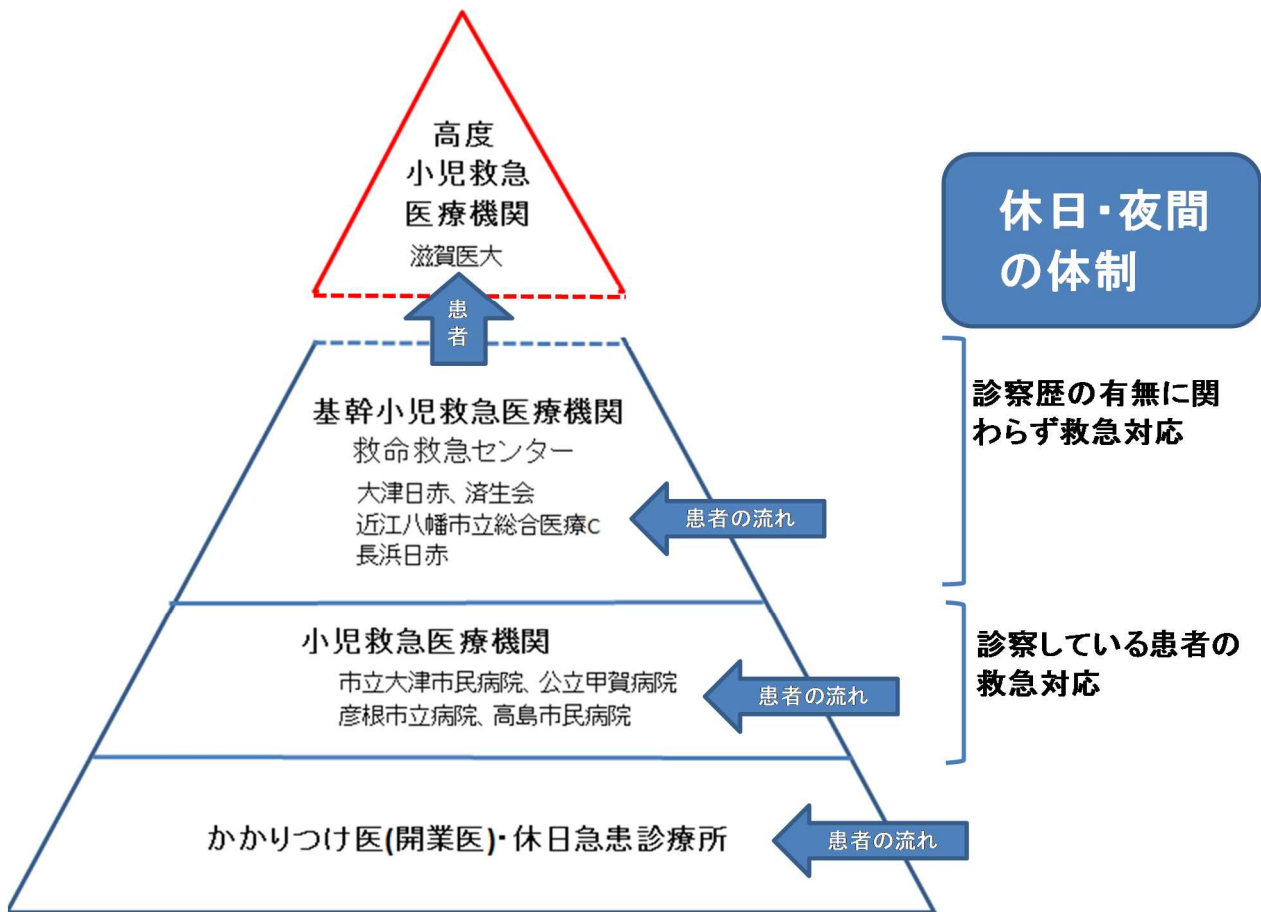 高度
小児救急
医療機関
滋賀医大
患
者
休日・夜間
の体制
基幹小児救急医療機関
救命救急センター
大津日赤、済生会
近江八幡市立総合医療C
長浜日赤
患者の流れ
診察歴の有無に関
わらず救急対応
小児救急医療機関
市立大津市民病院、公立甲賀病院
彦根市立病院、高島市民病院
患者の流れ
診察している患者の
救急対応
かかりつけ医(開業医)・休日急患診療所
患者の流れ